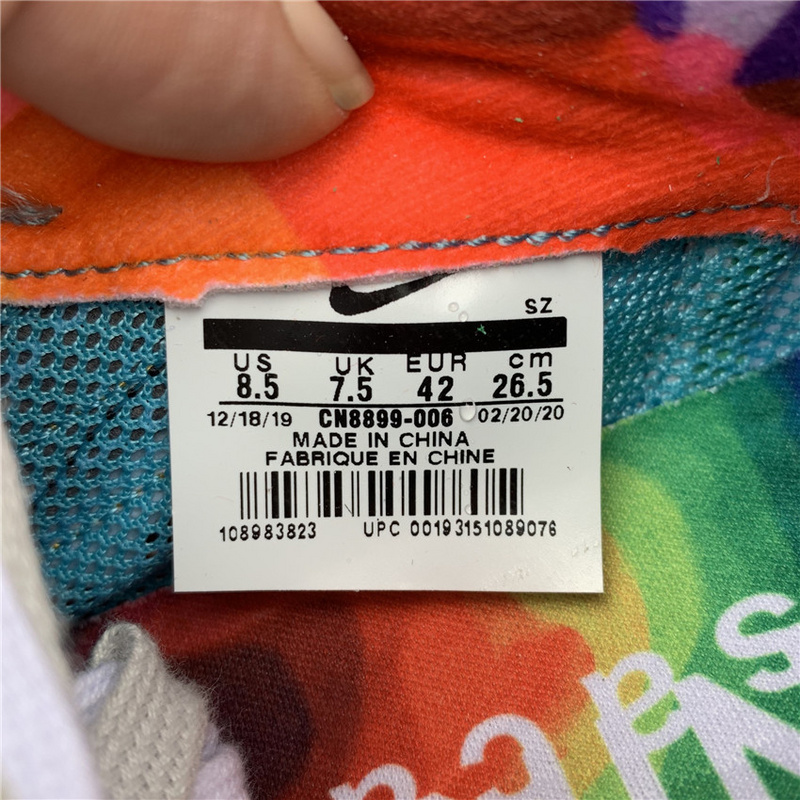 SZ
US UK EUR cm
8.5 7.5 42 26.5
12/18/19 CN8899-006 02/20/20
MADE IN CHINA
FABRIQUE EN CHINE
108983823 UPC 00193151089076